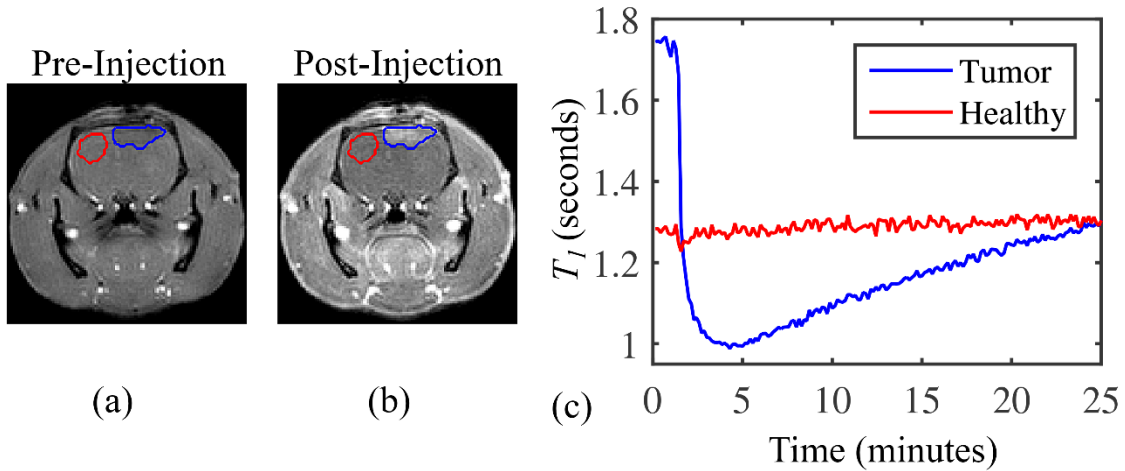 Pre-Injection
Post-Injection
(a)
(b)
(c)
T1 (seconds)
1.8
1.6
1.4
1.2
1
Tumor
Healthy
0 5 10 15 20 25
Time (minutes)